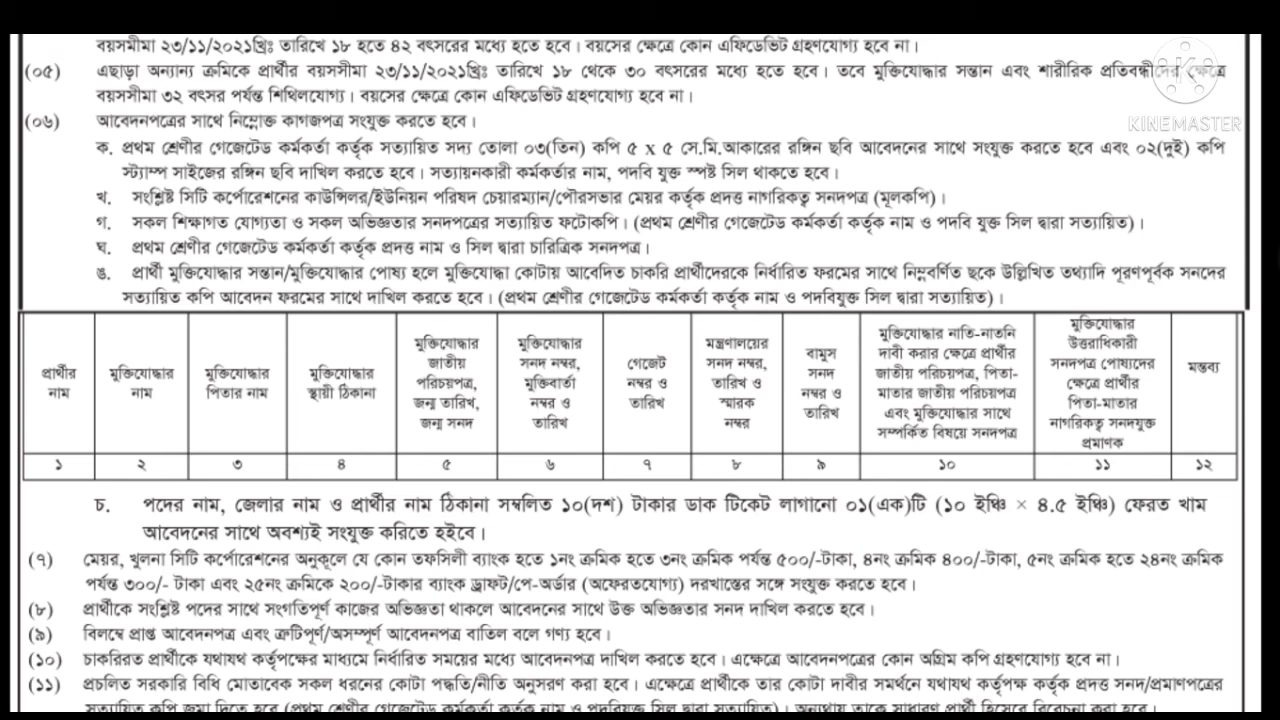 বয়সমীমা ২৩/১১/২০২১খ্রিঃ তারিখে ১৮ হতে ৪২ বৎসরের মধ্যে হতে হবে। বয়সের ক্ষেত্রে কোন এফিডেভিট গ্রহণযোগ্য হবে না।
(০৫) এছাড়া অন্যান্য ক্রমিকে প্রার্থীর বয়সসীমা ২৩/১১/২০২১খ্রিঃ তারিখে ১৮ থেকে ৩০ বৎসরের মধ্যে হতে হবে। তবে মুক্তিযোদ্ধার সন্তান এবং শারীরিক প্রতিবন্ধীদের ক্ষেত্রে
বয়সসীমা ৩২ বৎসর পর্যন্ত শিথিলযোগ্য। বয়সের ক্ষেত্রে কোন এফিডেভিট গ্রহণযোগ্য হবে না।
KINEMASTER
(০৬) আবেদনপত্রের সাথে নিম্নোক্ত কাগজপত্র সংযুক্ত করতে হবে।
ক. প্রথম শ্রেণীর গেজেটেড কর্মকর্তা কর্তৃক সত্যায়িত সদ্য তোলা ০৩(তিন) কপি ৫ x ৫ সে.মি.আকারের রঙ্গিন ছবি আবেদনের সাথে সংযুক্ত করতে হবে এবং ০২(দুই) কপি
স্ট্যাম্প সাইজের রঙ্গিন ছবি দাখিল করতে হবে। সত্যায়নকারী কর্মকর্তার নাম, পদবি যুক্ত স্পষ্ট সিল থাকতে হবে।
খ. সংশ্লিষ্ট সিটি কর্পোরেশনের কাউন্সিলর/ইউনিয়ন পরিষদ চেয়ারম্যান/পৌরসভার মেয়র কর্তৃক প্রদত্ত নাগরিকত্ব সনদপত্র (মূলকপি)।
গ. সকল শিক্ষাগত যোগ্যতা ও সকল অভিজ্ঞতার সনদপত্রের সত্যায়িত ফটোকপি। (প্রথম শ্রেণীর গেজেটেড কর্মকর্তা কর্তৃক নাম ও পদবি যুক্ত সিল দ্বারা সত্যায়িত)।
ঘ. প্রথম শ্রেণীর গেজেটেড কর্মকর্তা কর্তৃক প্রদত্ত নাম ও সিল দ্বারা চারিত্রিক সনদপত্র।
ঙ. প্রার্থী মুক্তিযোদ্ধার সন্তান/মুক্তিযোদ্ধার পোষ্য হলে মুক্তিযোদ্ধা কোটায় আবেদিত চাকরি প্রার্থীদেরকে নির্ধারিত ফরমের সাথে নিম্নবর্ণিত ছকে উল্লিখিত তথ্যাদি পূরণপূর্বক সনদের
সত্যায়িত কপি আবেদন ফরমের সাথে দাখিল করতে হবে। (প্রথম শ্রেণীর গেজেটেড কর্মকর্তা কর্তৃক নাম ও পদবিযুক্ত সিল দ্বারা সত্যায়িত)।
প্রার্থীর
নাম
মুক্তিযোদ্ধার
নাম
মুক্তিযোদ্ধার
পিতার নাম
মুক্তিযোদ্ধার
স্থায়ী ঠিকানা
মুক্তিযোদ্ধার
জাতীয়
পরিচয়পত্র,
জন্ম তারিখ,
জন্ম সনদ
মুক্তিযোদ্ধার
সনদ নম্বর,
মুক্তিবার্তা
নম্বর ও
তারিখ
গেজেট
নম্বর ও
তারিখ
মন্ত্রণালয়ের
সনদ নম্বর,
তারিখ ও
স্মারক
নম্বর
বামুস
সনদ
নম্বর ও
তারিখ
মুক্তিযোদ্ধার নাতি-নাতনি
দাবী করার ক্ষেত্রে প্রার্থীর
জাতীয় পরিচয়পত্র, পিতা-
মাতার জাতীয় পরিচয়পত্র
এবং মুক্তিযোদ্ধার সাথে
সম্পর্কিত বিষয়ে সনদপত্র
মুক্তিযোদ্ধার
উত্তরাধিকারী
সনদপত্র পোষ্যদের
ক্ষেত্রে প্রার্থীর
পিতা-মাতার
নাগরিকত্ব সনদযুক্ত
প্রমাণক
মন্তব্য
১ ২ ৩ ৪ ৫ ৬ ৭ ৮ ৯ ১০ ১১ ১২
চ. পদের নাম, জেলার নাম ও প্রার্থীর নাম ঠিকানা সম্বলিত ১০(দশ) টাকার ডাক টিকেট লাগানো ০১(এক)টি (১০ ইঞ্চি × ৪.৫ ইঞ্চি) ফেরত খাম
আবেদনের সাথে অবশ্যই সংযুক্ত করিতে হইবে।
(৭) মেয়র, খুলনা সিটি কর্পোরেশনের অনুকূলে যে কোন তফসিলী ব্যাংক হতে ১নং ক্রমিক হতে ৩নং ক্রমিক পর্যন্ত ৫০০/-টাকা, ৪নং ক্রমিক ৪০০/-টাকা, ৫নং ক্রমিক হতে ২৪নং ক্রমিক
পর্যন্ত ৩০০/- টাকা এবং ২৫নং ক্রমিকে ২০০/-টাকার ব্যাংক ড্রাফট/পে-অর্ডার (অফেরতযোগ্য) দরখাস্তের সঙ্গে সংযুক্ত করতে হবে।
(৮) প্রার্থীকে সংশ্লিষ্ট পদের সাথে সংগতিপূর্ণ কাজের অভিজ্ঞতা থাকলে আবেদনের সাথে উক্ত অভিজ্ঞতার সনদ দাখিল করতে হবে।
(৯) বিলম্বে প্রাপ্ত আবেদনপত্র এবং ত্রুটিপূর্ণ/অসম্পূর্ণ আবেদনপত্র বাতিল বলে গণ্য হবে।
(১০) চাকরিরত প্রার্থীকে যথাযথ কর্তৃপক্ষের মাধ্যমে নির্ধারিত সময়ের মধ্যে আবেদনপত্র দাখিল করতে হবে। এক্ষেত্রে আবেদনপত্রের কোন অগ্রিম কপি গ্রহণযোগ্য হবে না।
(১১) প্রচলিত সরকারি বিধি মোতাবেক সকল ধরনের কোটা পদ্ধতি/নীতি অনুসরণ করা হবে। এক্ষেত্রে প্রার্থীকে তার কোটা দাবীর সমর্থনে যথাযথ কর্তৃপক্ষ কর্তৃক প্রদত্ত সনদ/প্রমাণপত্রের
সত্যায়িত কপি জমা দিতে হবে (প্রথম শ্রেণীর গেজেটেড কর্মকর্তা কর্তৃক নাম ও পদবিযুক্ত সিল দ্বারা সত্যায়িত)। অন্যথায় তাকে সাধারণ প্রার্থী হিসেবে বিবেচনা করা হবে।